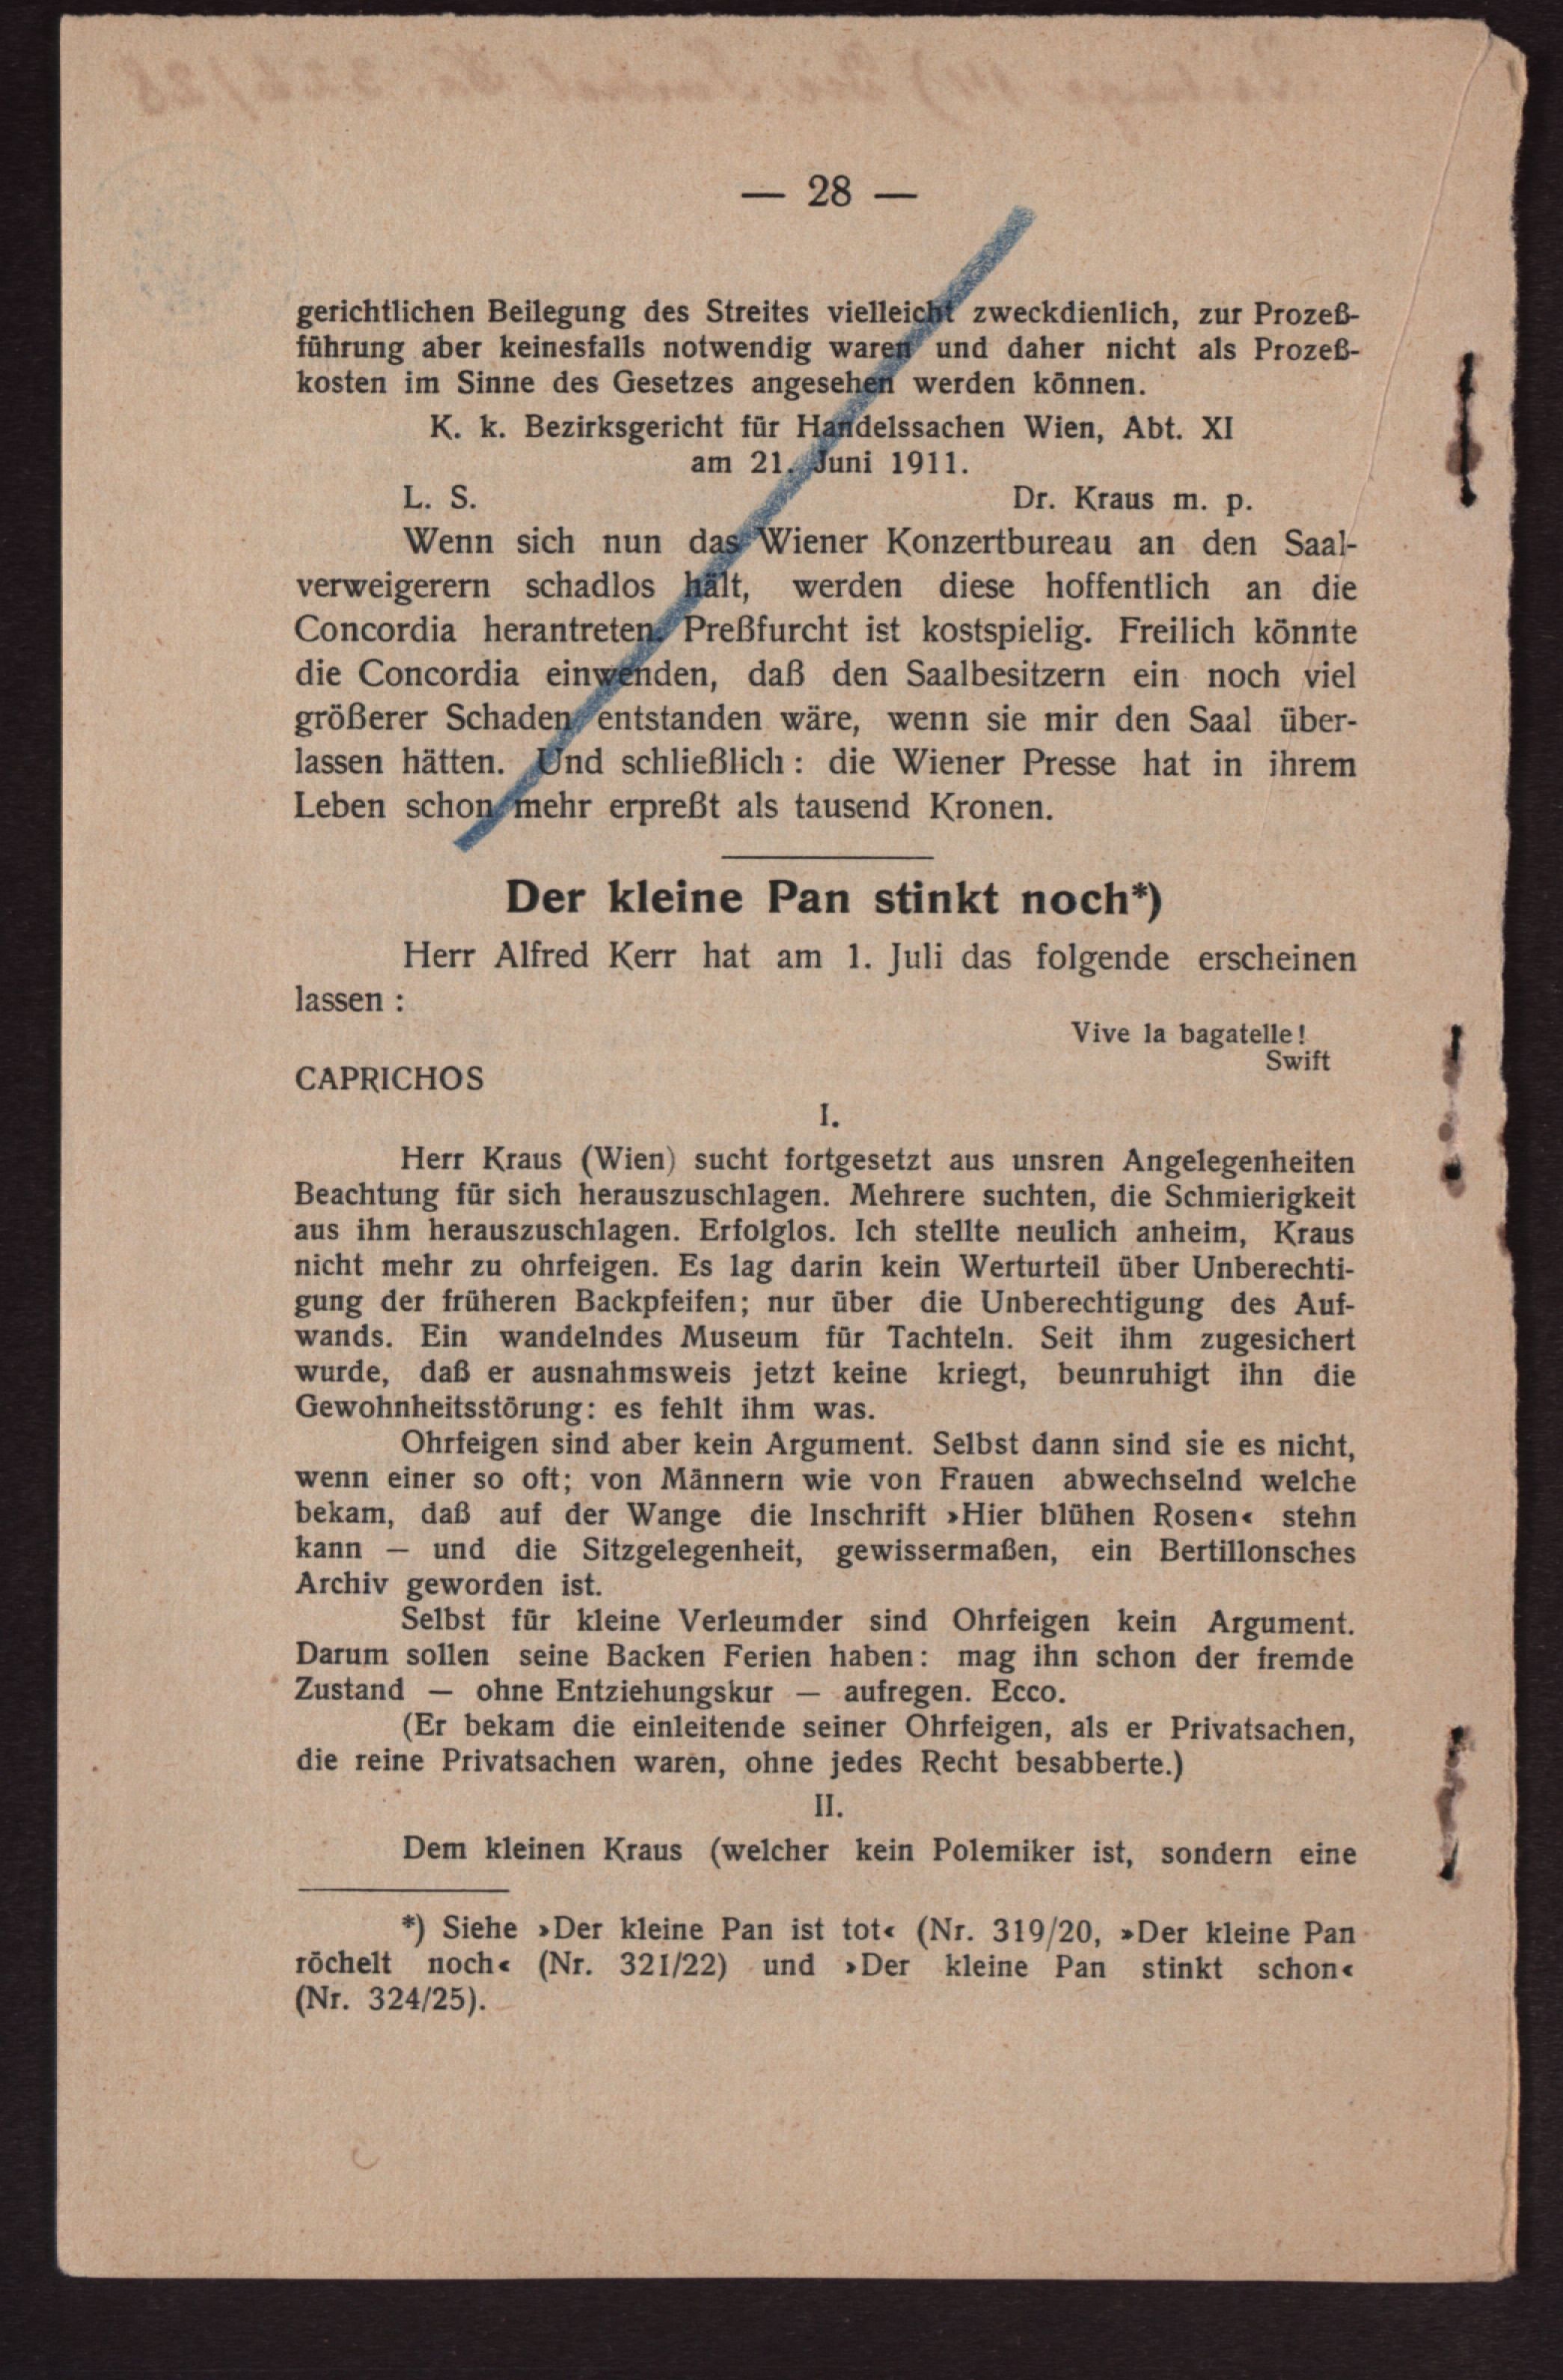 — 28 —
gerichtlichen Beilegung des Streites vielleicht zweckdienlich, zur Prozeß-
führung aber keinesfalls notwendig waren und daher nicht als Prozeß-
kosten im Sinne des Gesetzes angesehen werden können.
K. k. Bezirksgericht für Handelssachen Wien, Abt. XI
am 21. Juni 1911.
L. S. Dr. Kraus m. p.
Wenn sich nun das Wiener Konzertbureau an den Saal-
verweigerern schadlos hält, werden diese hoffentlich an die
Concordia herantreten. Preßfurcht ist kostspielig. Freilich könnte
die Concordia einwenden, daß den Saalbesitzern ein noch viel
größerer Schaden entstanden wäre, wenn sie mir den Saal über-
lassen hätten. Und schließlich: die Wiener Presse hat in ihrem
Leben schon mehr erpreßt als tausend Kronen.
Der kleine Pan stinkt noch*)
Herr Alfred Kerr hat am 1. Juli das folgende erscheinen
lassen:
Vive la bagatelle!
Swift
CAPRICHOS
I.
Herr Kraus (Wien) sucht fortgesetzt aus unsren Angelegenheiten
Beachtung für sich herauszuschlagen. Mehrere suchten, die Schmierigkeit
aus ihm herauszuschlagen. Erfolglos. Ich stellte neulich anheim, Kraus
nicht mehr zu ohrfeigen. Es lag darin kein Werturteil über Unberechti-
gung der früheren Backpfeifen; nur über die Unberechtigung des Auf-
wands. Ein wandelndes Museum für Tachteln. Seit ihm zugesichert
wurde, daß er ausnahmsweis jetzt keine kriegt, beunruhigt ihn die
Gewohnheitsstörung: es fehlt ihm was.
Ohrfeigen sind aber kein Argument. Selbst dann sind sie es nicht,
wenn einer so oft; von Männern wie von Frauen abwechselnd welche
bekam, daß auf der Wange die Inschrift ›Hier blühen Rosen‹ stehn
kann — und die Sitzgelegenheit, gewissermaßen, ein Bertillonsches
Archiv geworden ist.
Selbst für kleine Verleumder sind Ohrfeigen kein Argument.
Darum sollen seine Backen Ferien haben: mag ihn schon der fremde
Zustand — ohne Entziehungskur — aufregen. Ecco.
(Er bekam die einleitende seiner Ohrfeigen, als er Privatsachen,
die reine Privatsachen waren, ohne jedes Recht besabberte.)
II.
Dem kleinen Kraus (welcher kein Polemiker ist, sondern eine
*) Siehe ›Der kleine Pan ist tot‹ (Nr. 319/20, ›Der kleine Pan
röchelt noch‹ (Nr. 321/22) und ›Der kleine Pan stinkt schon‹
(Nr. 324/25).